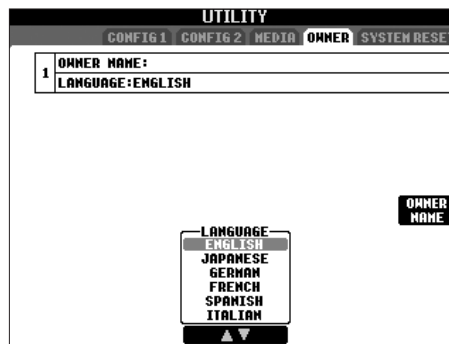 UTILITY
CONFIG 1 CONFIG 2 MEDIA OWNER SYSTEM RESE
1 OWNER NAME:
LANGUAGE:ENGLISH
OWNER
NAME
LANGUAGE
ENGLISH
JAPANESE
GERMAN
FRENCH
SPANISH
ITALIAN